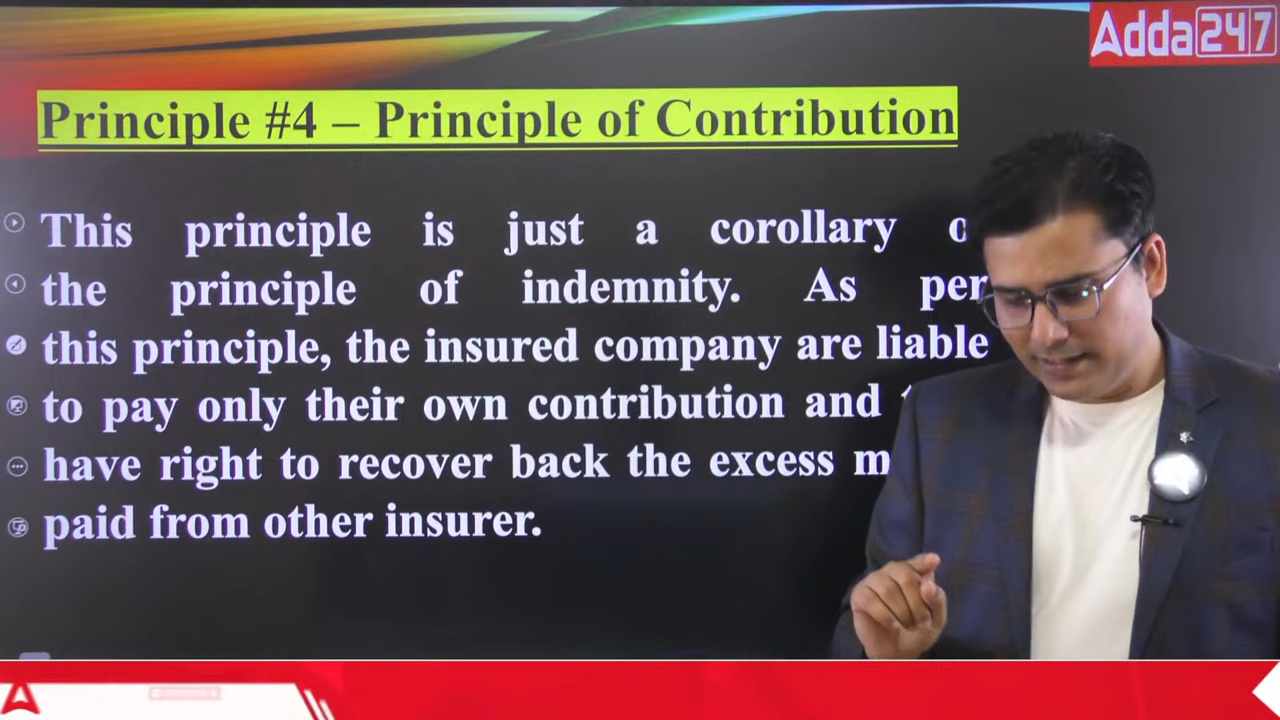 Adda247
Principle #4 – Principle of Contribution
This principle is just a corollary
the principle of indemnity. As per
this principle, the insured company are liable
to pay only their own contribution and
have right to recover back the excess
paid from other insurer.